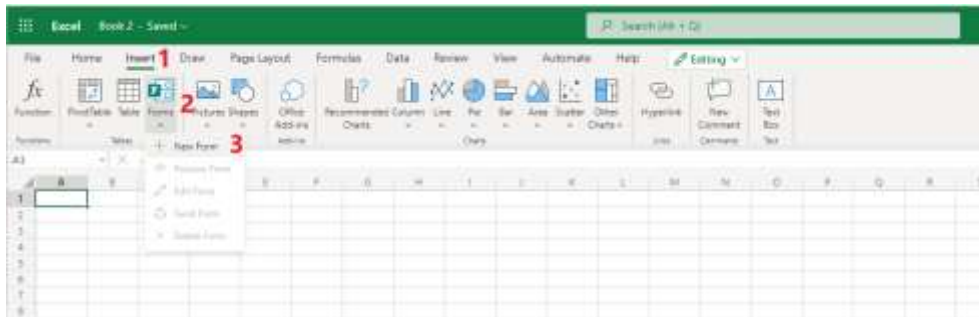 Excel Book 2 - Saved
Search (Alt + Q)
File Home Insert 1 Draw Page Layout Formulas Data Review View Automate Help Editing
fx
Function PivotTable Table Forms 2 Pictures Shapes Office Add-ins Recommended Charts Column Line Pie Bar Area Scatter Other Charts Hyperlink New Comment Text Box
Functions Tables Add-ins Charts Links Comments Text
+ New Form 3
A1
Preview Form
A B E F G H I J K L M N O P Q R
Edit Form
Send Form
Delete Form
1
2
3
4
5
6
7
8